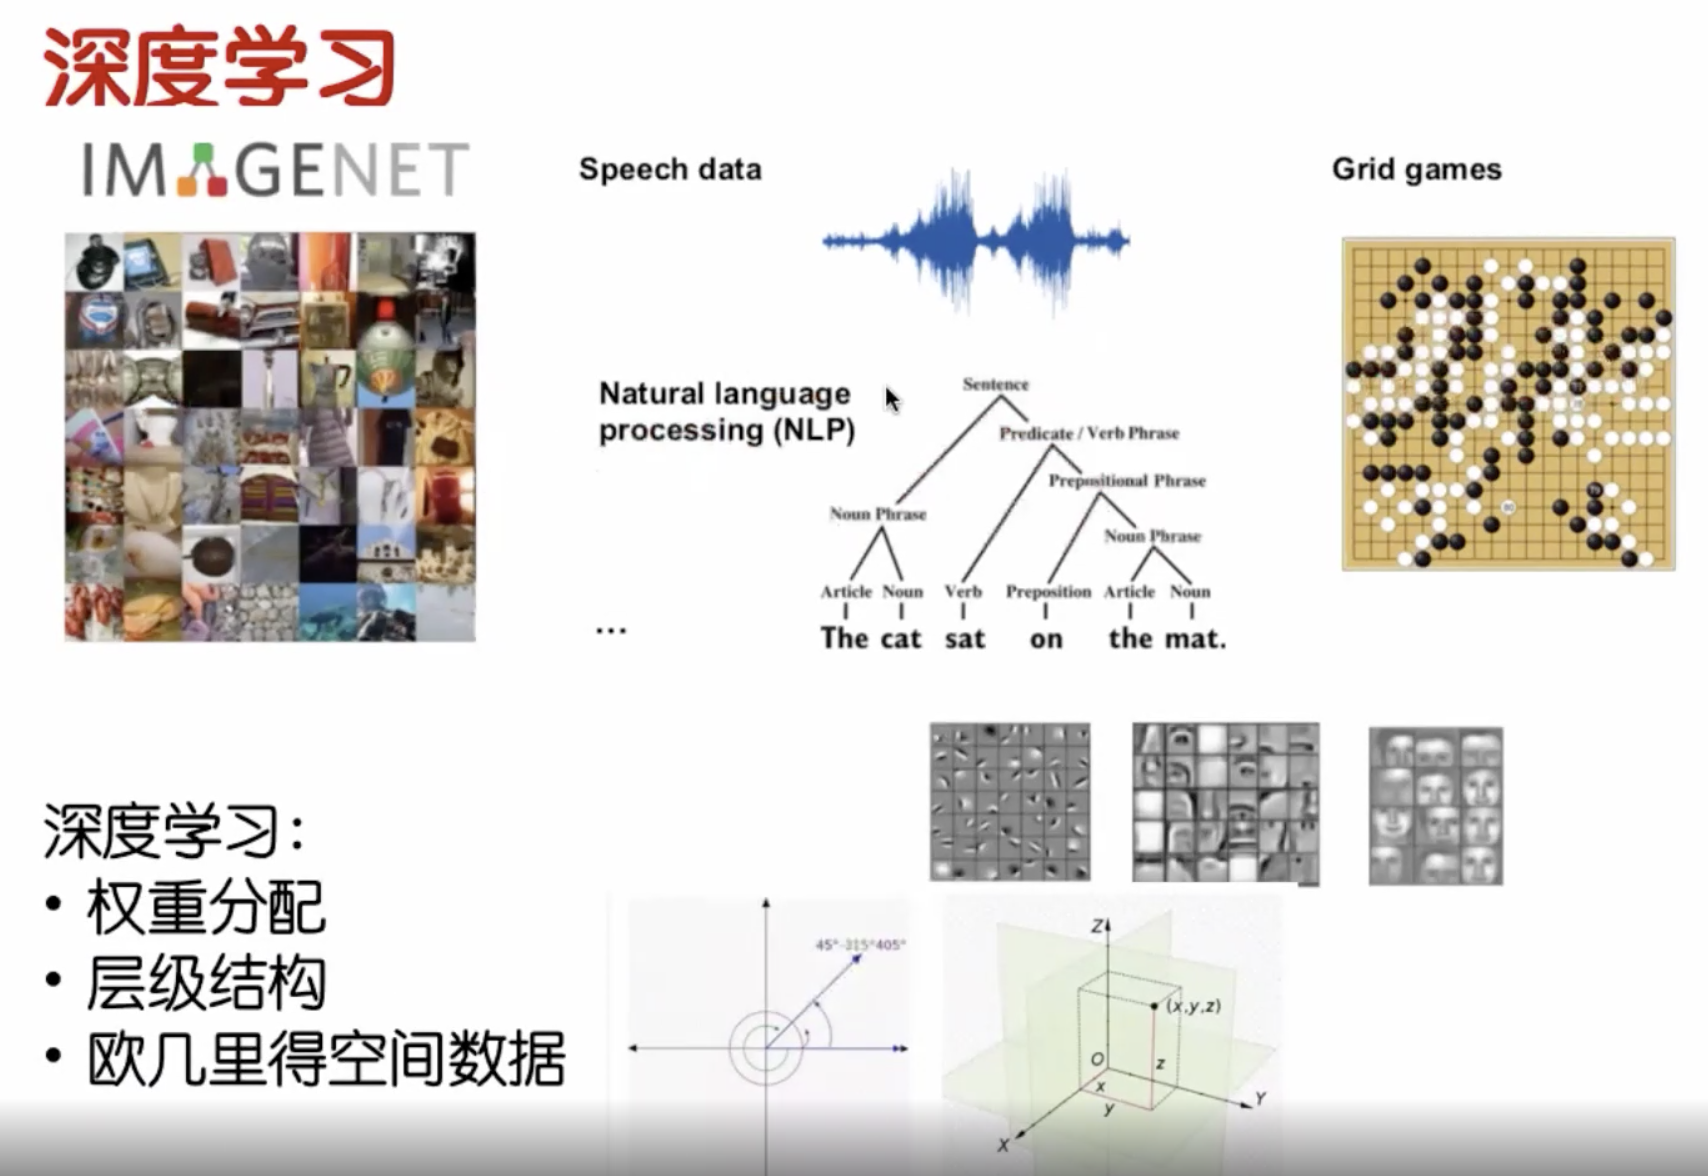 深度学习
IMAGENET
Speech data
Grid games
Natural language
processing (NLP)
Sentence
Predicate / Verb Phrase
Prepositional Phrase
Noun Phrase
Noun Phrase
Article Noun Verb Preposition Article Noun
The cat sat on the mat.
...
深度学习：
• 权重分配
• 层级结构
• 欧几里得空间数据
45°-315°405°
Z
(x,y,z)
O
z
x
y
Y
X